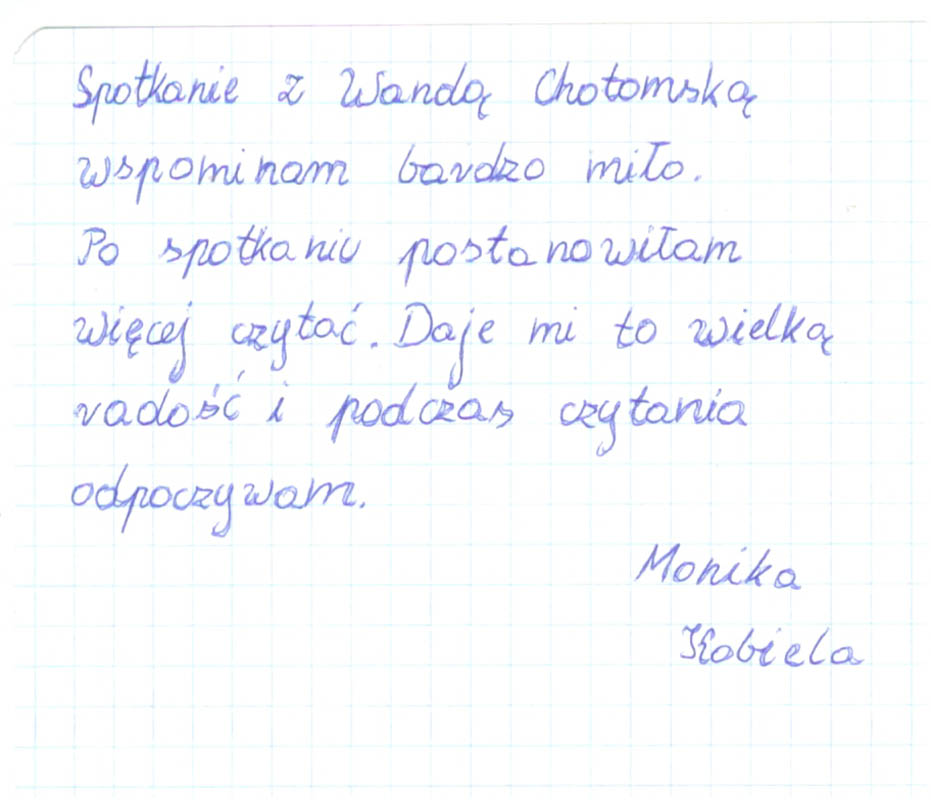 Spotkanie z Wandą Chotomską
wspominam bardzo miło.
Po spotkaniu postanowiłam
więcej czytać. Daje mi to wielką
radość i podczas czytania
odpoczywam.
Monika
Kobiela